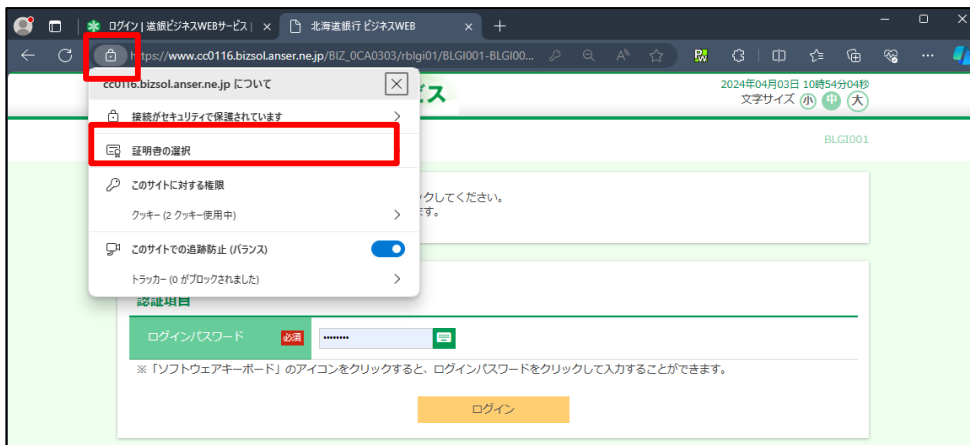 ログイン | 道銀ビジネスWEBサービス |
北海道銀行 ビジネスWEB
https://www.cc0116.bizsol.anser.ne.jp/BIZ_0CA0303/rblgi01/BLGI001-BLGI00...
cc0116.bizsol.anser.ne.jp について
ビス
2024年04月03日 10時54分04秒
文字サイズ 小 中 大
接続がセキュリティで保護されています
BLGI001
証明書の選択
このサイトに対する権限
ックしてください。
クッキー (2 クッキー使用中)
ます。
このサイトでの追跡防止 (バランス)
トラッカー (0 がブロックされました)
認証項目
ログインパスワード 必須 ••••••••
※「ソフトウェアキーボード」のアイコンをクリックすると、ログインパスワードをクリックして入力することができます。
ログイン